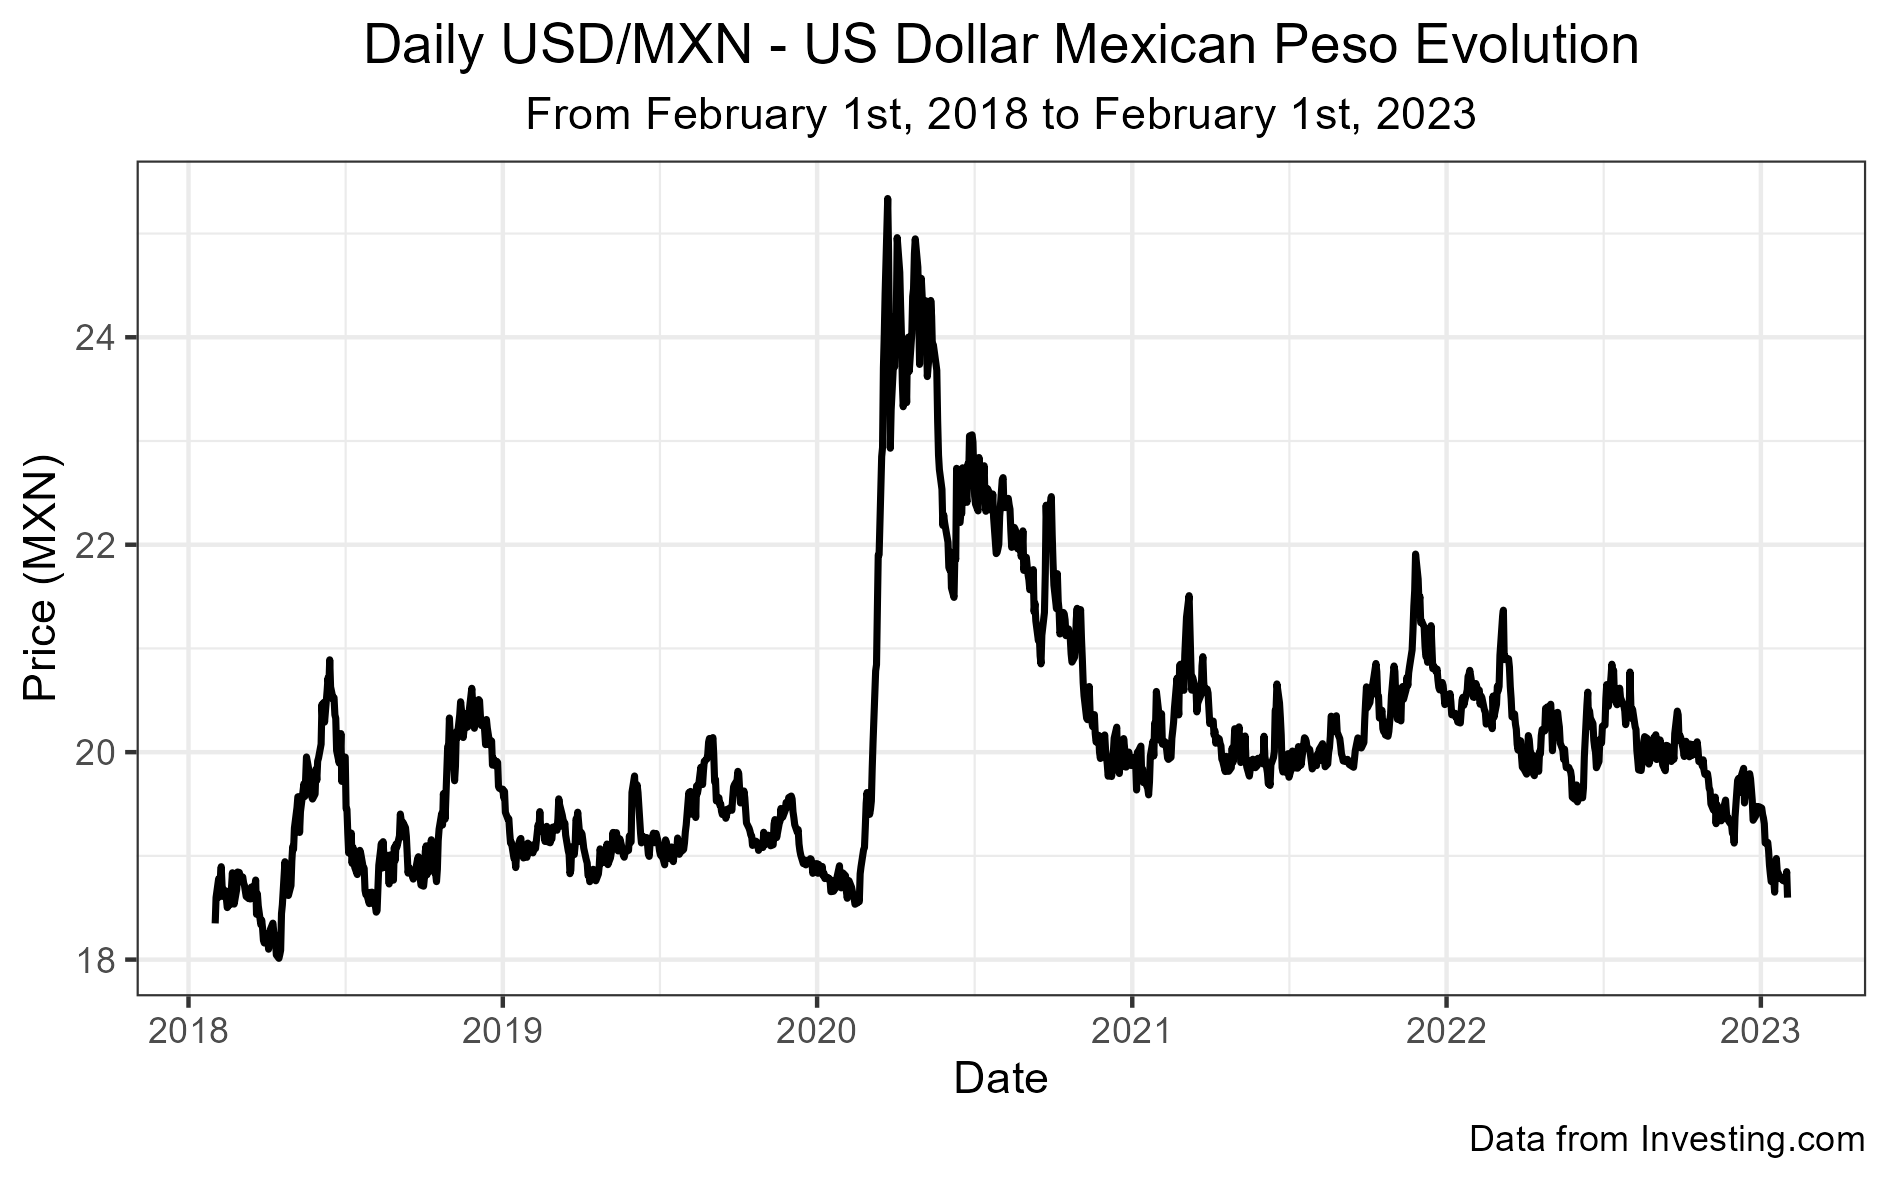 Daily USD/MXN - US Dollar Mexican Peso Evolution
From February 1st, 2018 to February 1st, 2023
Price (MXN)
24
22
20
18
2018 2019 2020 2021 2022 2023
Date
Data from Investing.com